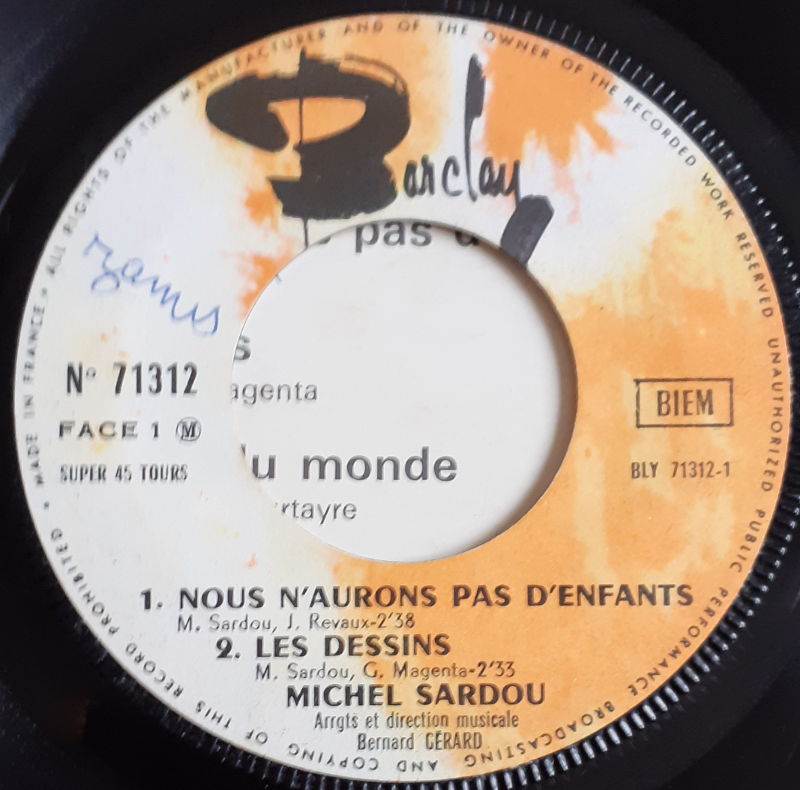 MADE IN FRANCE • ALL RIGHTS OF THE MANUFACTURER AND OF THE OWNER OF THE RECORDED WORK RESERVED UNAUTHORIZED PUBLIC PERFORMANCE BROADCASTING AND COPYING OF THIS RECORD PROHIBITED •
Barclay
pas d
s
agenta
du monde
rtayre
N° 71312
FACE 1 M
SUPER 45 TOURS
BIEM
BLY 71312-1
1. NOUS N'AURONS PAS D'ENFANTS
M. Sardou, J. Revaux-2'38
2. LES DESSINS
M. Sardou, G. Magenta-2'33
MICHEL SARDOU
Arrgts et direction musicale
Bernard GÉRARD